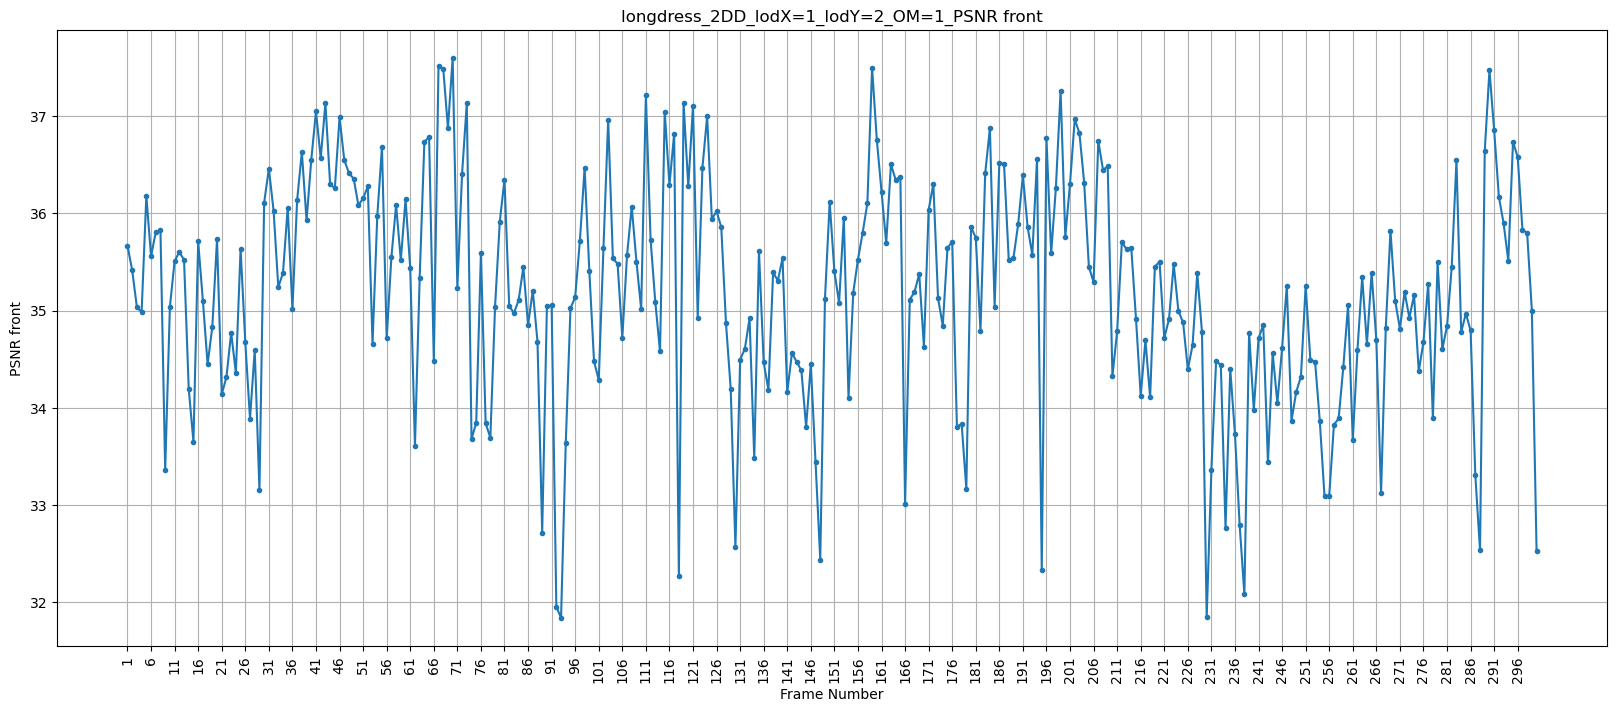 longdress_2DD_lodX=1_lodY=2_OM=1_PSNR front
PSNR front
37
36
35
34
33
32
1 6 11 16 21 26 31 36 41 46 51 56 61 66 71 76 81 86 91 96 101 106 111 116 121 126 131 136 141 146 151 156 161 166 171 176 181 186 191 196 201 206 211 216 221 226 231 236 241 246 251 256 261 266 271 276 281 286 291 296
Frame Number